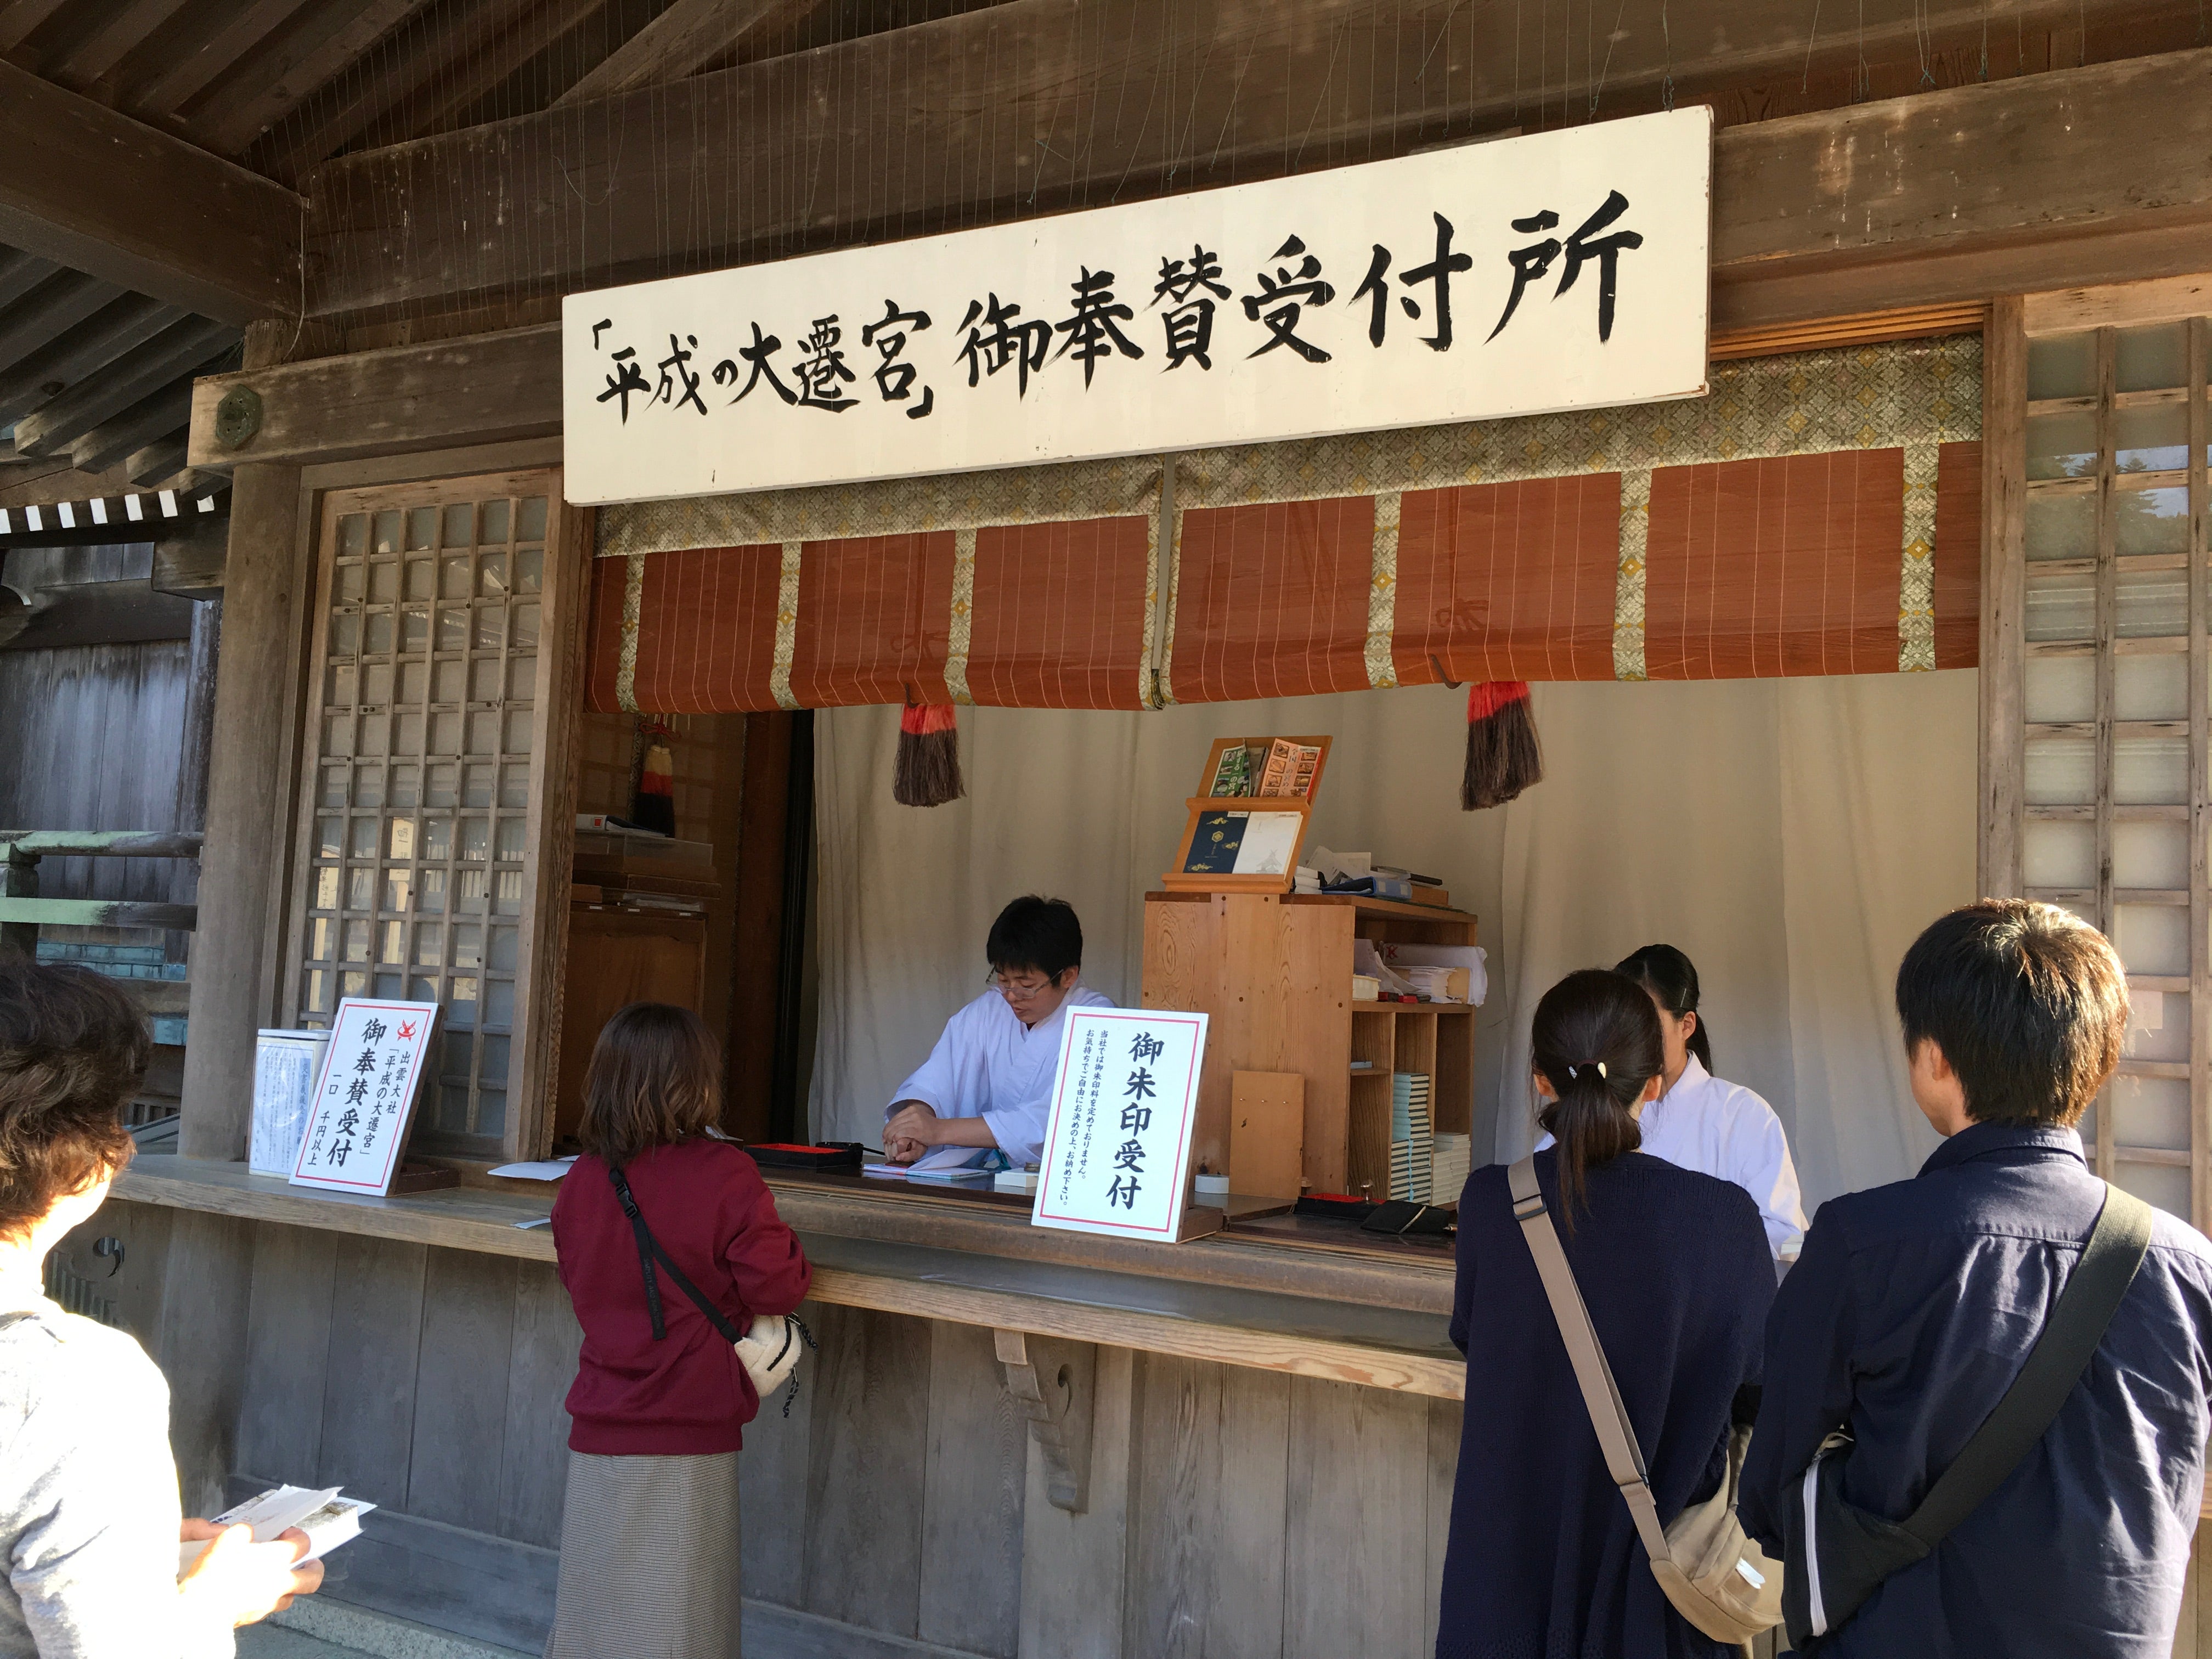 「平成の大遷宮」御奉賛受付所
出雲大社
「平成の大遷宮」
御奉賛受付
一口 千円以上
御朱印受付
当社では御朱印料を定めておりません。
お気持ちでご自由にお決めの上、お納め下さい。